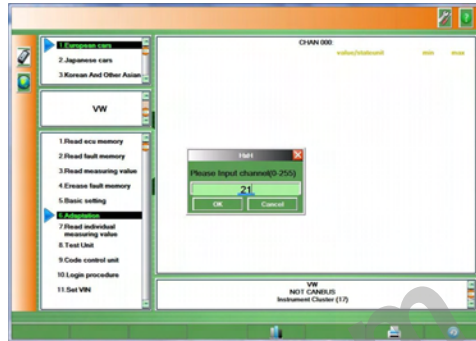 1.European cars
2.Japanese cars
3.Korean And Other Asian
VW
1.Read ecu memory
2.Read fault memory
3.Read measuring value
4.Erease fault memory
5.Basic setting
6.Adaptation
7.Read individual
measuring value
8.Test Unit
9.Code control unit
10.Login procedure
11.Set VIN
CHAN 000:
value/state
unit
min
max
Please Input channel(0-255)
21
OK
Cancel
VW
NOT CANBUS
Instrument Cluster (17)